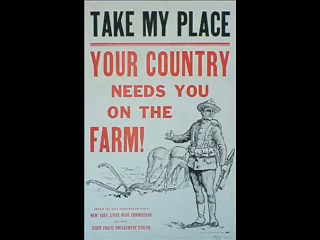 TAKE MY PLACE
YOUR COUNTRY
NEEDS YOU
ON THE
FARM!
NEW YORK STATE FOOD COMMISSION
STATE PUBLIC EMPLOYMENT BUREAU